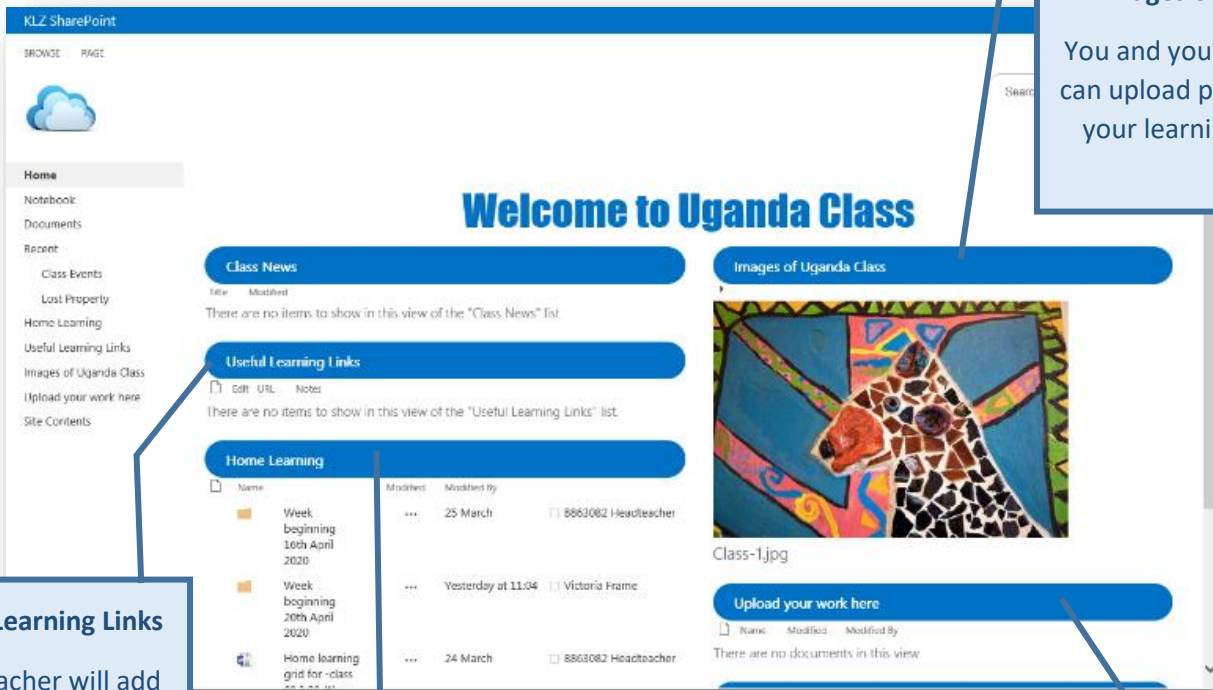 KLZ SharePoint
BROWSE PAGE
You and you
can upload p
your learni
Home
Notebook
Documents
Recent
Class Events
Lost Property
Home Learning
Useful Learning Links
Images of Uganda Class
Upload your work here
Site Contents
Welcome to Uganda Class
Class News
Title Modified
There are no items to show in this view of the "Class News" list.
Useful Learning Links
Edit URL Notes
There are no items to show in this view of the "Useful Learning Links" list.
Home Learning
Name Modified Modified By
Week beginning 16th April 2020 ... 25 March 8863082 Headteacher
Week beginning 20th April 2020 ... Yesterday at 11:04 Victoria Frame
Home learning grid for -class ... 24 March 8863082 Headteacher
Images of Uganda Class
Class-1.jpg
Upload your work here
Name Modified Modified By
There are no documents in this view.
Learning Links
acher will add